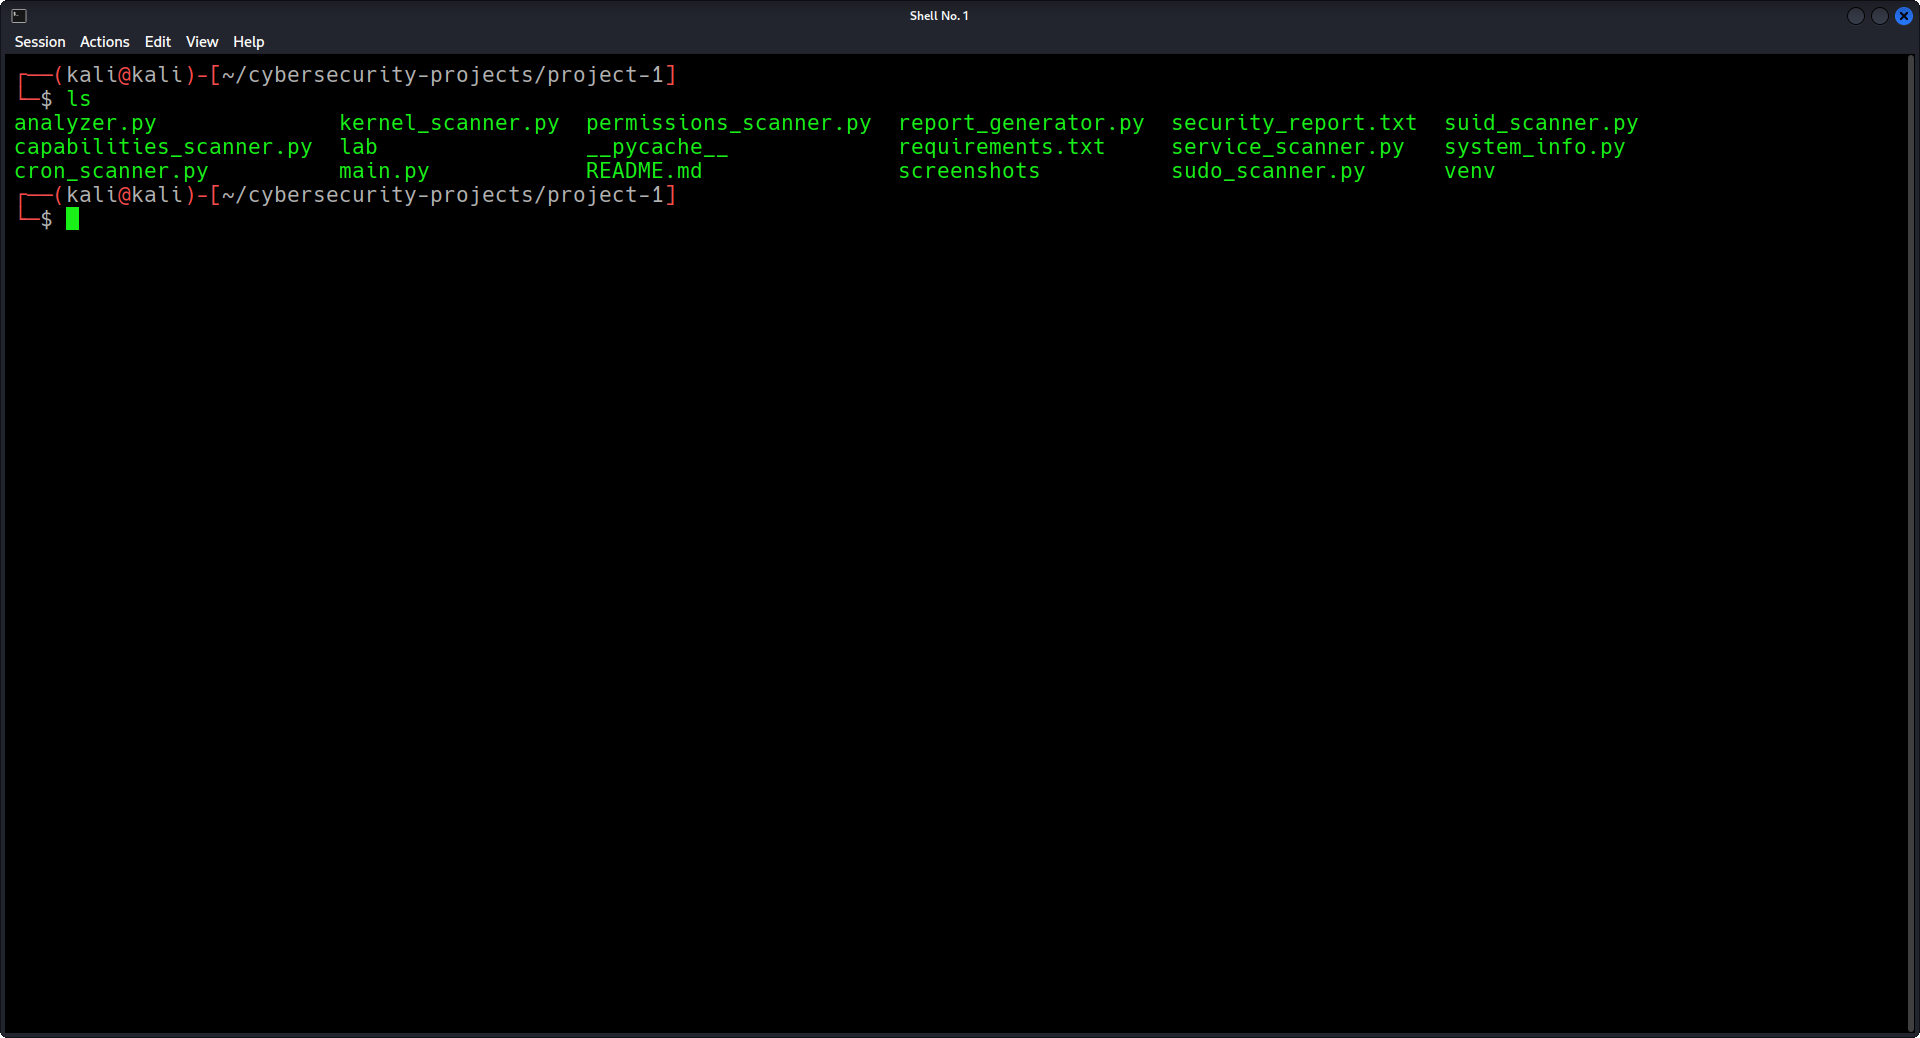 Shell No. 1
Session Actions Edit View Help
┌──(kali@kali)-[~/cybersecurity-projects/project-1]
└─$ ls
analyzer.py kernel_scanner.py permissions_scanner.py report_generator.py security_report.txt suid_scanner.py
capabilities_scanner.py lab __pycache__ requirements.txt service_scanner.py system_info.py
cron_scanner.py main.py README.md screenshots sudo_scanner.py venv
┌──(kali@kali)-[~/cybersecurity-projects/project-1]
└─$